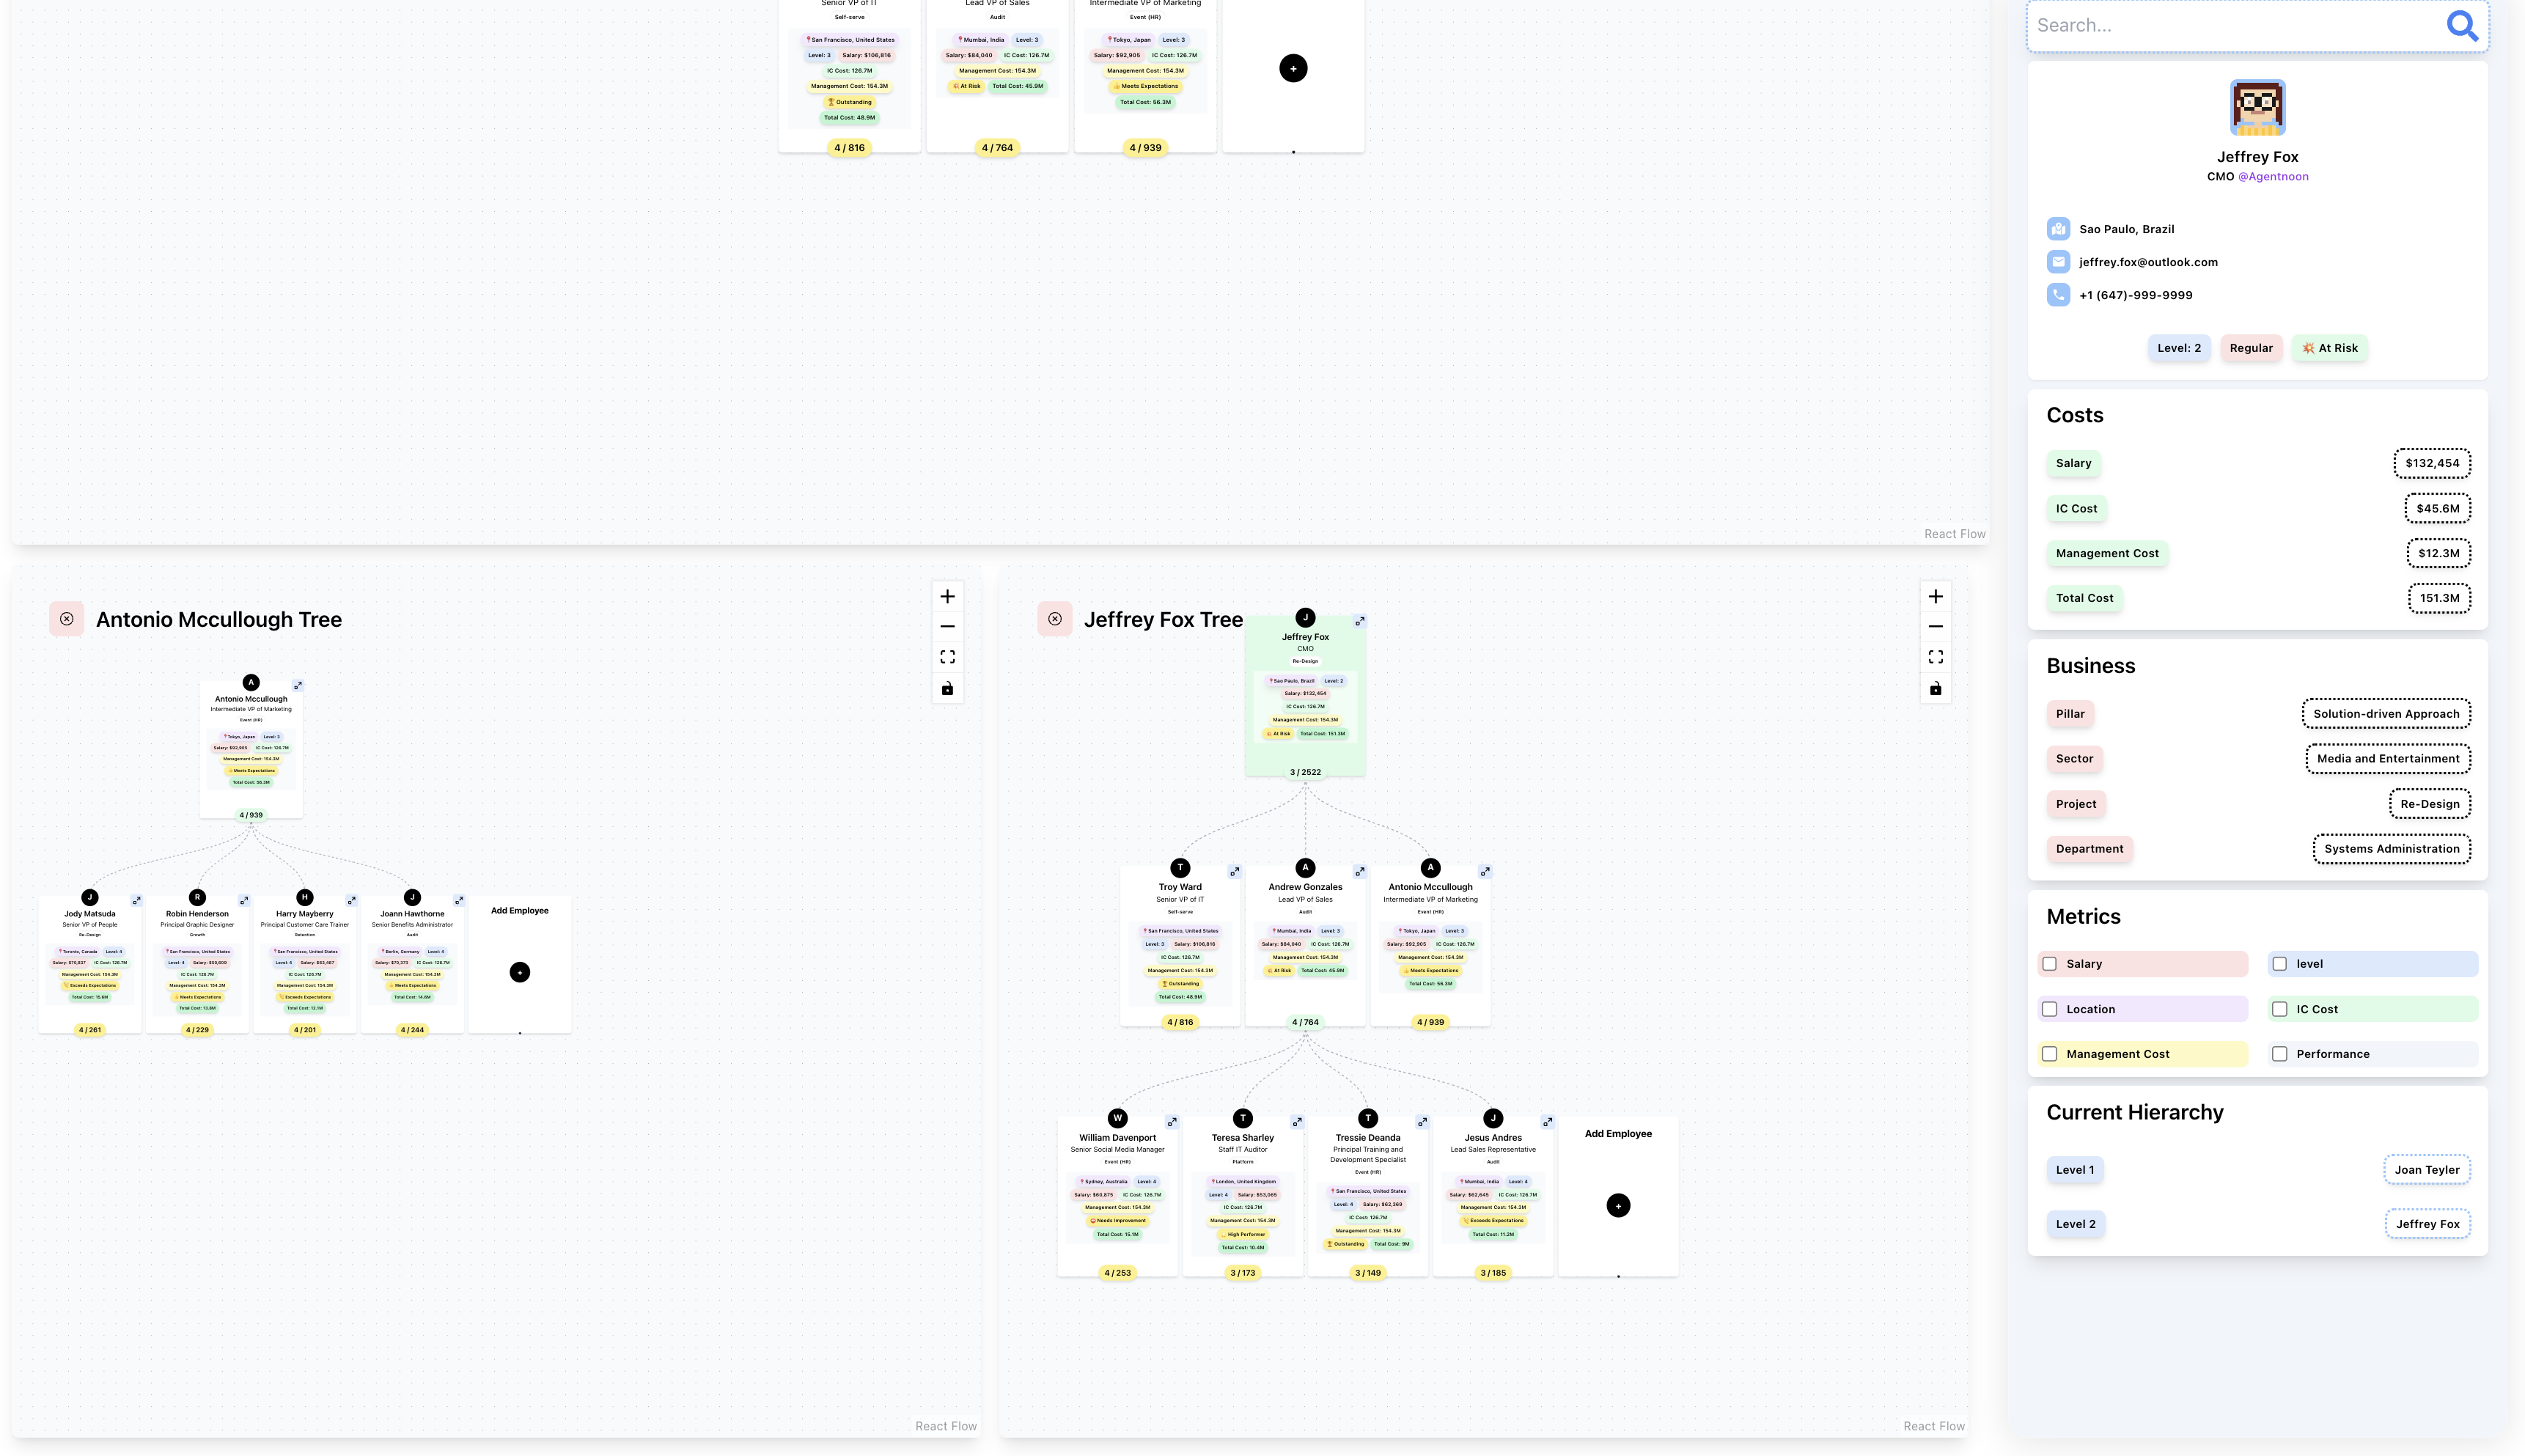 Senior VP of IT
Self-serve
San Francisco, United States
Level: 3 Salary: $106,816
IC Cost: 126.7M
Management Cost: 154.3M
Outstanding
Total Cost: 48.9M
4 / 816
Lead VP of Sales
Audit
Mumbai, India Level: 3
Salary: $84,040 IC Cost: 126.7M
Management Cost: 154.3M
At Risk Total Cost: 45.9M
4 / 764
Intermediate VP of Marketing
Event (HR)
Tokyo, Japan Level: 3
Salary: $92,905 IC Cost: 126.7M
Management Cost: 154.3M
Meets Expectations
Total Cost: 56.3M
4 / 939
+
React Flow
Antonio Mccullough Tree
A
Antonio Mccullough
Intermediate VP of Marketing
Event (HR)
Tokyo, Japan Level: 3
Salary: $92,905 IC Cost: 126.7M
Management Cost: 154.3M
Meets Expectations
Total Cost: 56.3M
4 / 939
J
Jody Matsuda
Senior VP of People
Re-Design
Toronto, Canada Level: 4
Salary: $70,837 IC Cost: 126.7M
Management Cost: 154.3M
Exceeds Expectations
Total Cost: 15.6M
4 / 261
R
Robin Henderson
Principal Graphic Designer
Growth
San Francisco, United States
Level: 4
IC Cost: 126.7M
Management Cost: 154.3M
Meets Expectations
Total Cost: 13.8M
4 / 229
H
Harry Mayberry
Principal Customer Care Trainer
Retention
San Francisco, United States
Level: 4 Salary: $83,487
IC Cost: 126.7M
Management Cost: 154.3M
Exceeds Expectations
Total Cost: 12.1M
4 / 201
J
Joann Hawthorne
Senior Benefits Administrator
Audit
Berlin, Germany Level: 4
Salary: $79,373 IC Cost: 126.7M
Management Cost: 154.3M
Meets Expectations
Total Cost: 14.6M
4 / 244
Add Employee
+
React Flow
Jeffrey Fox Tree
J
Jeffrey Fox
CMO
Re-Design
Sao Paulo, Brazil Level: 2
Salary: $132,454
IC Cost: 126.7M
Management Cost: 154.3M
At Risk Total Cost: 151.3M
3 / 2522
T
Troy Ward
Senior VP of IT
Self-serve
San Francisco, United States
Level: 3 Salary: $106,816
IC Cost: 126.7M
Management Cost: 154.3M
Outstanding
Total Cost: 48.9M
4 / 816
A
Andrew Gonzales
Lead VP of Sales
Audit
Mumbai, India Level: 3
Salary: $84,040 IC Cost: 126.7M
Management Cost: 154.3M
At Risk Total Cost: 45.9M
4 / 764
A
Antonio Mccullough
Intermediate VP of Marketing
Event (HR)
Tokyo, Japan Level: 3
Salary: $92,905 IC Cost: 126.7M
Management Cost: 154.3M
Meets Expectations
Total Cost: 56.3M
4 / 939
W
William Davenport
Senior Social Media Manager
Event (HR)
Sydney, Australia Level: 4
Salary: $60,875 IC Cost: 126.7M
Management Cost: 154.3M
Needs Improvement
Total Cost: 15.1M
4 / 253
T
Teresa Sharley
Staff IT Auditor
Platform
London, United Kingdom
Level: 4 Salary: $53,065
IC Cost: 126.7M
Management Cost: 154.3M
High Performer
Total Cost: 10.4M
3 / 173
T
Tressie Deanda
Principal Training and
Development Specialist
Event (HR)
San Francisco, United States
Level: 4 Salary: $62,369
IC Cost: 126.7M
Management Cost: 154.3M
Outstanding Total Cost: 9M
3 / 149
J
Jesus Andres
Lead Sales Representative
Audit
Mumbai, India Level: 4
Salary: $62,645 IC Cost: 126.7M
Management Cost: 154.3M
Exceeds Expectations
Total Cost: 11.2M
3 / 185
Add Employee
+
React Flow
Search...
Jeffrey Fox
CMO @Agentnoon
Sao Paulo, Brazil
jeffrey.fox@outlook.com
+1 (647)-999-9999
Level: 2 Regular At Risk
Costs
Salary $132,454
IC Cost $45.6M
Management Cost $12.3M
Total Cost 151.3M
Business
Pillar Solution-driven Approach
Sector Media and Entertainment
Project Re-Design
Department Systems Administration
Metrics
Salary level
Location IC Cost
Management Cost Performance
Current Hierarchy
Level 1 Joan Teyler
Level 2 Jeffrey Fox